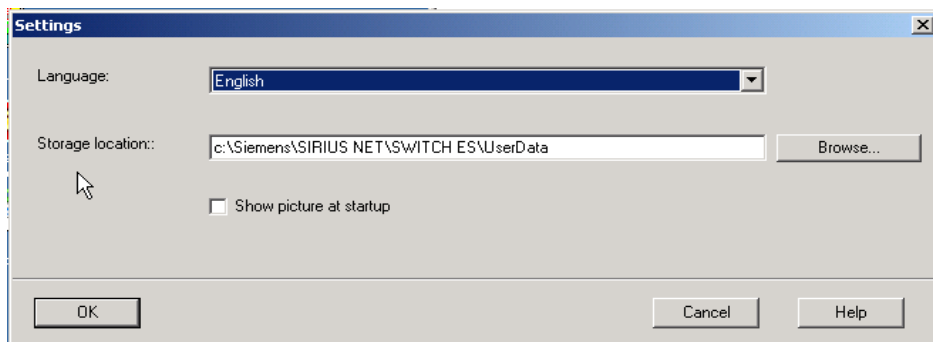 Settings
Language:
English
Storage location::
c:\Siemens\SIRIUS NET\SWITCH ES\UserData
Browse...
Show picture at startup
OK
Cancel
Help